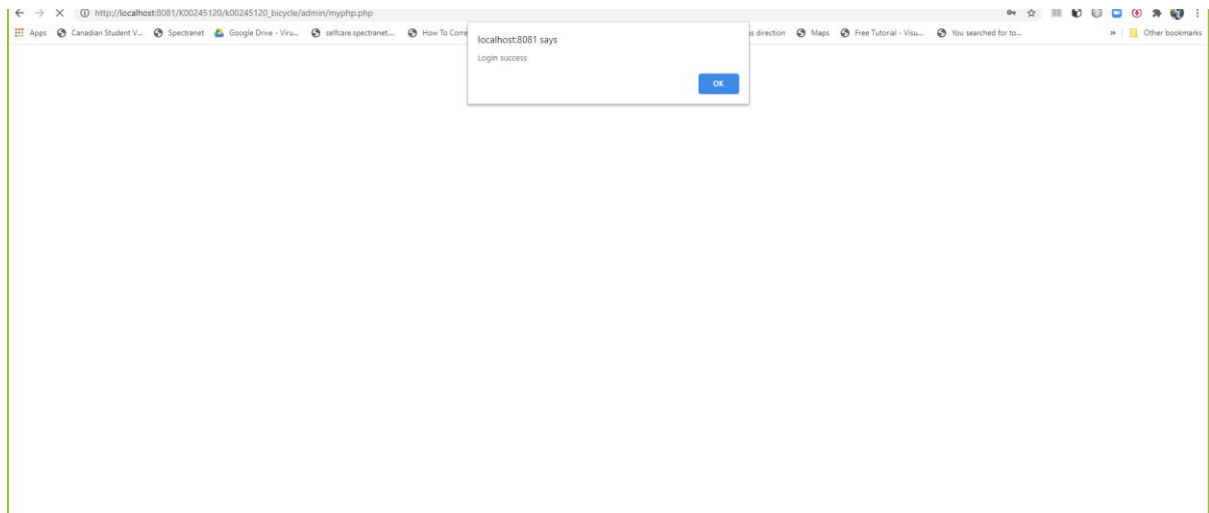 http://localhost:8081/K00245120/k00245120_bicycle/admin/myphp.php
Apps Canadian Student V... Spectranet Google Drive - Viru... selfcare.spectranet... How To Corre is direction Maps Free Tutorial - Visu... You searched for to... » Other bookmarks
localhost:8081 says
Login success
OK